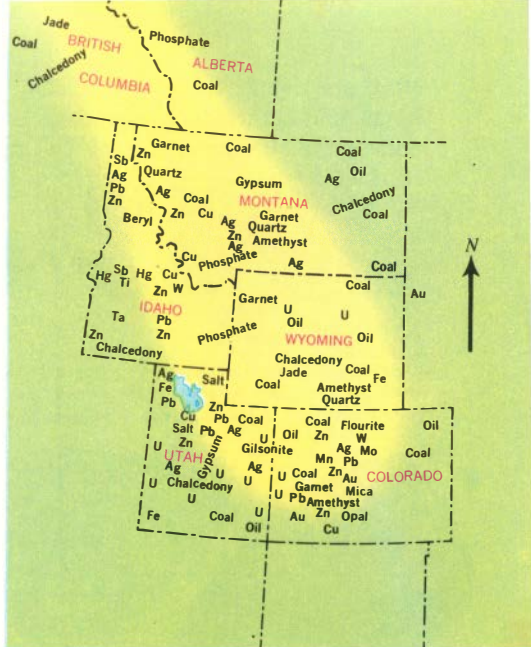 Jade
Coal
BRITISH
Phosphate
ALBERTA
Chalcedony
COLUMBIA
Coal
Zn
Garnet
Coal
Coal
Sb
Quartz
Oil
Ag
Ag
Pb
Ag
Coal
Gypsum
MONTANA
Chalcedony
Zn
Beryl
Zn
Cu
Ag
Garnet
Quartz
Coal
Zn
Ag
Amethyst
Cu
Phosphate
Ag
Coal
N
Hg
Sb
Ti
Hg
Cu
W
Zn
Coal
Au
IDAHO
Garnet
U
U
Oil
Ta
Pb
Zn
Phosphate
WYOMING
Oil
Zn
Chalcedony
Chalcedony
Jade
Coal
Fe
Coal
Amethyst
Quartz
Ag
Salt
Fe
Pb
Zn
Cu
Pb
Coal
Coal
Flourite
Oil
Salt
Pb
Ag
U
Oil
Zn
W
Zn
Gilsonite
Ag
Mo
Coal
U
UTAH
Gypsum
Mn
Pb
Ag
U
Ag
U
Coal
Zn
Au
COLORADO
U
Chalcedony
U
U
Garnet
Mica
U
U
Pb
Amethyst
Zn
Fe
Coal
U
Oil
Au
Opal
Cu